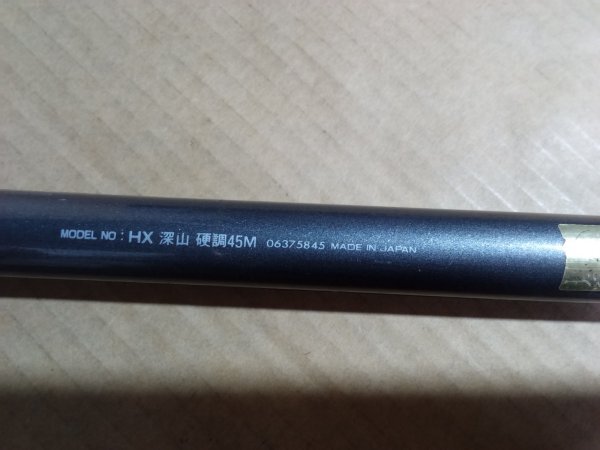 MODEL NO : HX 深山 硬調45M 06375845 MADE IN JAPAN